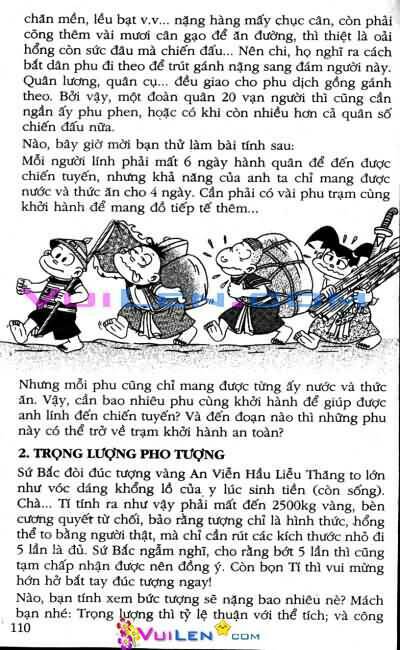 chăn mền, lều bạt v.v... nặng hàng mấy chục cân, còn phải
cõng thêm vài mươi cân gạo để ăn đường, thì thiệt là oải
hổng còn sức đâu mà chiến đấu... Nên chi, họ nghĩ ra cách
bắt dân phu đi theo để trút gánh nặng sang đám người này.
Quân lương, quân cụ... đều giao cho phu dịch gồng gánh
theo. Bởi vậy, một đoàn quân 20 vạn người thì cũng cần
ngần ấy phu phen, hoặc có khi còn nhiều hơn cả quân số
chiến đấu nữa.
Nào, bây giờ mời bạn thử làm bài tính sau:
Mỗi người lính phải mất 6 ngày hành quân để đến được
chiến tuyến, nhưng khả năng của anh ta chỉ mang được
nước và thức ăn cho 4 ngày. Cần phải có vài phu trạm cùng
khởi hành để mang đồ tiếp tế thêm...
VUILEN.COM
Nhưng mỗi phu cũng chỉ mang được từng ấy nước và thức
ăn. Vậy, cần bao nhiêu phu cùng khởi hành để giúp được
anh lính đến chiến tuyến? Và đến đoạn nào thì những phu
này có thể trở về trạm khởi hành an toàn?
2. TRỌNG LƯỢNG PHO TƯỢNG
Sứ Bắc đòi đúc tượng vàng An Viễn Hầu Liễu Thăng to lớn
như vóc dáng khổng lồ của y lúc sinh tiền (còn sống).
Chà... Tí tính ra như vậy phải mất đến 2500kg vàng, bèn
cương quyết từ chối, bảo rằng tượng chỉ là hình thức, hổng
thể to bằng người thật, mà chỉ cần rút các kích thước nhỏ đi
5 lần là đủ. Sứ Bắc ngẫm nghĩ, cho rằng bớt 5 lần thì cũng
tạm chấp nhận được nên đồng ý. Còn bọn Tí thì vui mừng
hớn hở bắt tay đúc tượng ngay!
Nào, bạn tính xem bức tượng sẽ nặng bao nhiêu nè? Mách
bạn nhé: Trọng lượng thì tỷ lệ thuận với thể tích; và công
110
VUILEN.COM